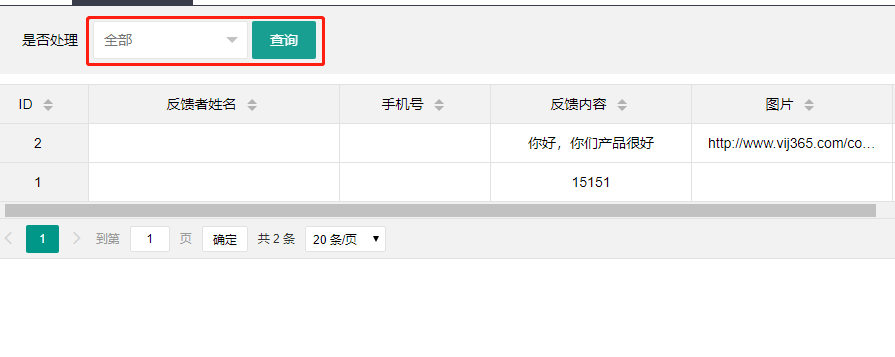 是否处理 全部 查询
ID 反馈者姓名 手机号 反馈内容 图片
2 你好，你们产品很好 http://www.vij365.com/co...
1 15151
1 到第 1 页 确定 共 2 条 20 条/页